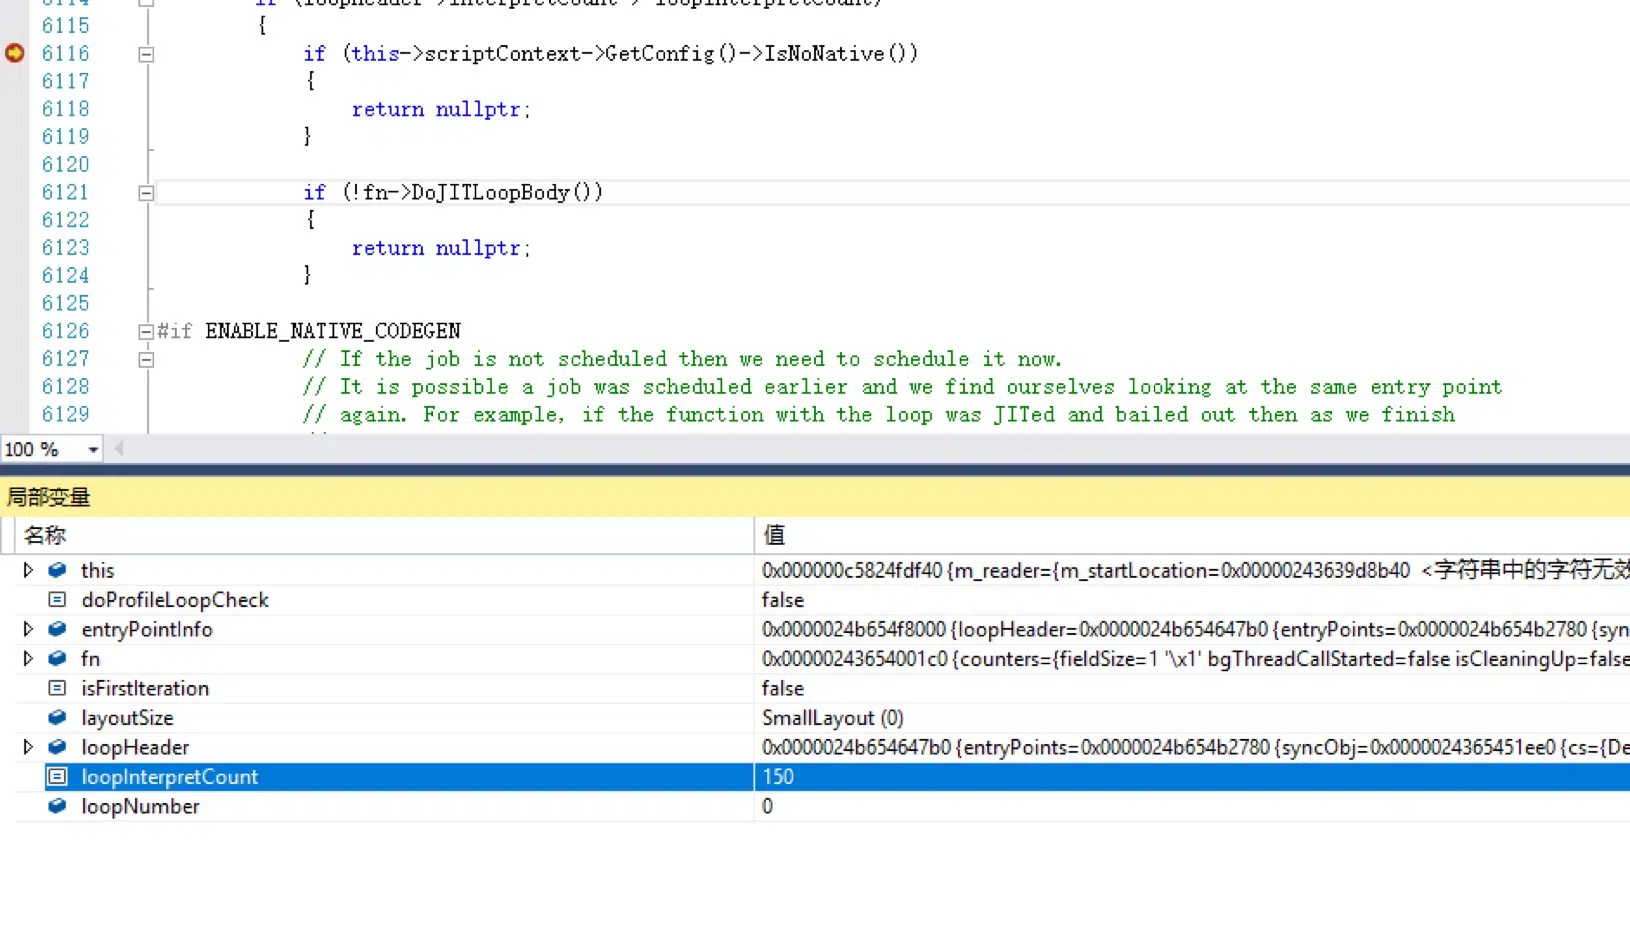 6114 if (loopHeader->interpretCount > loopInterpretCount)
6115 {
6116 if (this->scriptContext->GetConfig()->IsNoNative())
6117 {
6118 return nullptr;
6119 }
6120
6121 if (!fn->DoJITLoopBody())
6122 {
6123 return nullptr;
6124 }
6125
6126 #if ENABLE_NATIVE_CODEGEN
6127 // If the job is not scheduled then we need to schedule it now.
6128 // It is possible a job was scheduled earlier and we find ourselves looking at the same entry point
6129 // again. For example, if the function with the loop was JITed and bailed out then as we finish
100 %
局部变量
名称 值
this 0x000000c5824fdf40 {m_reader={m_startLocation=0x00000243639d8b40 <字符串中的字符无效
doProfileLoopCheck false
entryPointInfo 0x0000024b654f8000 {loopHeader=0x0000024b654647b0 {entryPoints=0x0000024b654b2780 {syn
fn 0x00000243654001c0 {counters={fieldSize=1 '\x1' bgThreadCallStarted=false isCleaningUp=false
isFirstIteration false
layoutSize SmallLayout (0)
loopHeader 0x0000024b654647b0 {entryPoints=0x0000024b654b2780 {syncObj=0x0000024365451ee0 {cs={De
loopInterpretCount 150
loopNumber 0